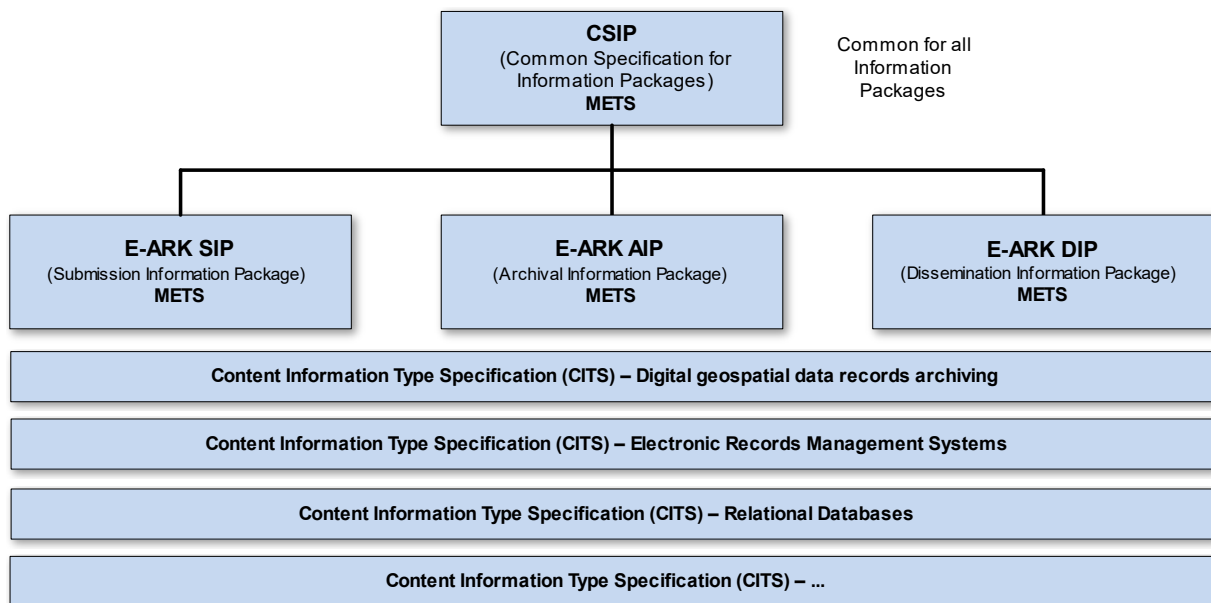 CSIP
(Common Specification for
Information Packages)
METS
Common for all
Information
Packages
E-ARK SIP
(Submission Information Package)
METS
E-ARK AIP
(Archival Information Package)
METS
E-ARK DIP
(Dissemination Information Package)
METS
Content Information Type Specification (CITS) – Digital geospatial data records archiving
Content Information Type Specification (CITS) – Electronic Records Management Systems
Content Information Type Specification (CITS) – Relational Databases
Content Information Type Specification (CITS) – ...